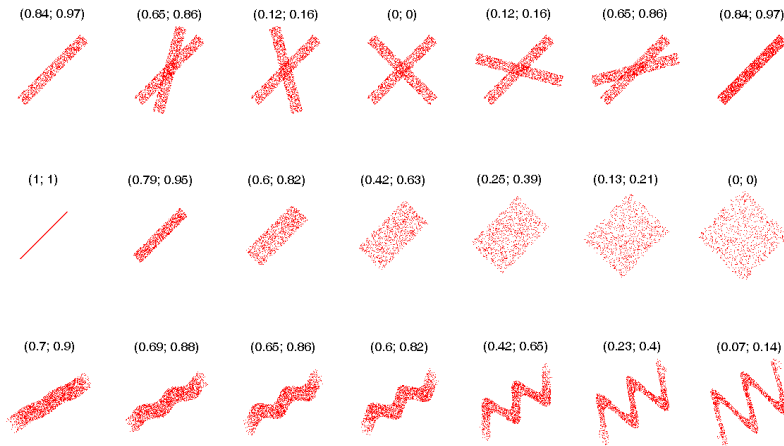 (0.84; 0.97) (0.65; 0.86) (0.12; 0.16) (0; 0) (0.12; 0.16) (0.65; 0.86) (0.84; 0.97)
(1; 1) (0.79; 0.95) (0.6; 0.82) (0.42; 0.63) (0.25; 0.39) (0.13; 0.21) (0; 0)
(0.7; 0.9) (0.69; 0.88) (0.65; 0.86) (0.6; 0.82) (0.42; 0.65) (0.23; 0.4) (0.07; 0.14)